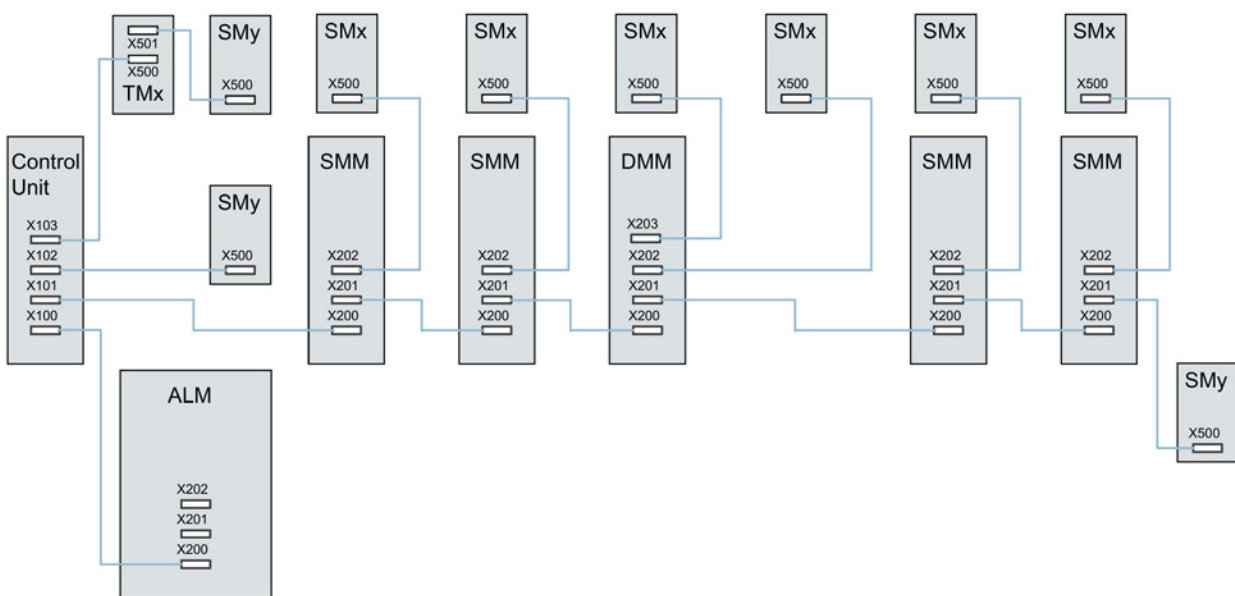 X501
X500
TMx
SMy
X500
SMx
X500
SMx
X500
SMx
X500
SMx
X500
SMx
X500
SMx
X500
Control
Unit
X103
X102
X101
X100
SMy
X500
SMM
X202
X201
X200
SMM
X202
X201
X200
DMM
X203
X202
X201
X200
SMM
X202
X201
X200
SMM
X202
X201
X200
ALM
X202
X201
X200
SMy
X500